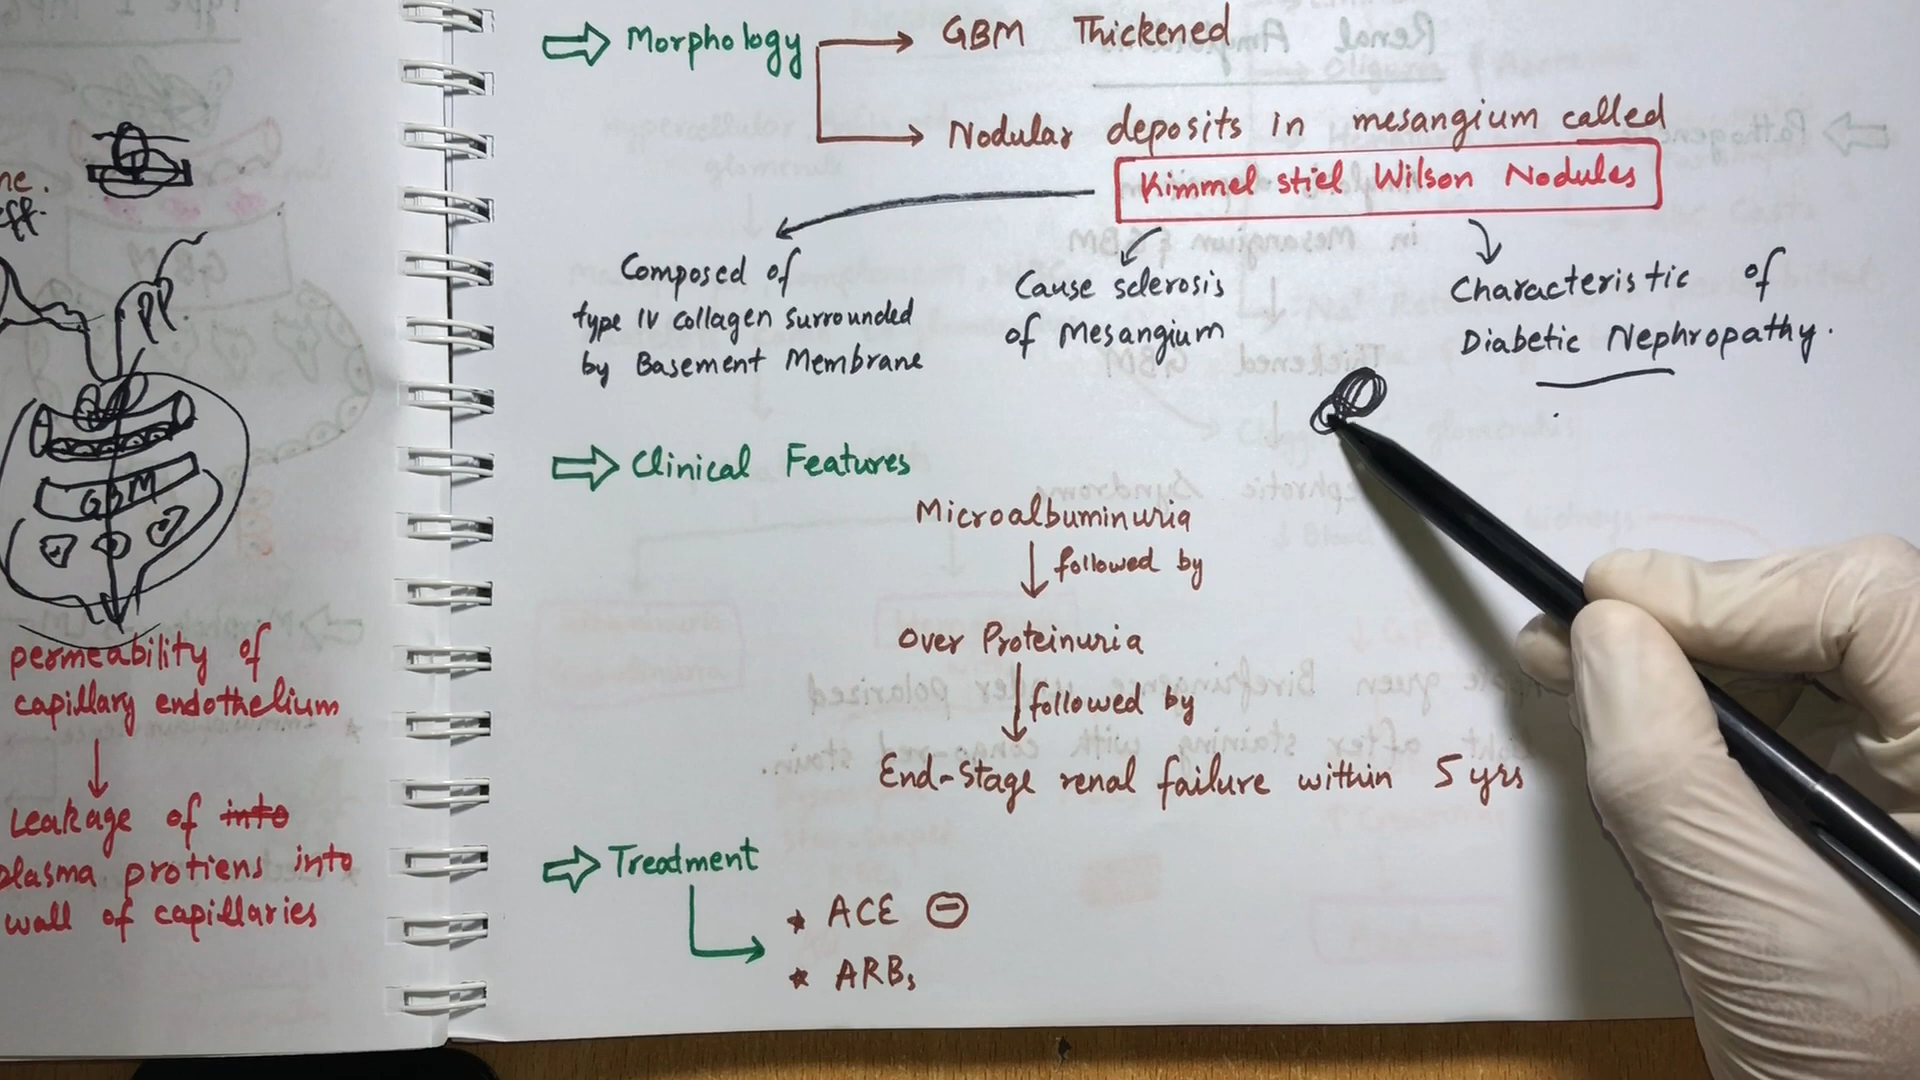 ne.
eff.
PP.
GBM
permeability of
capillary endothelium
Leakage of into
plasma protiens into
wall of capillaries
Morphology
GBM Thickened
Nodular deposits in mesangium called
Kimmel stiel Wilson Nodules
Composed of
type IV collagen surrounded
by Basement Membrane
Cause sclerosis
of Mesangium
Characteristic of
Diabetic Nephropathy.
Clinical Features
Microalbuminuria
followed by
Over Proteinuria
followed by
End-Stage renal failure within 5 yrs
Treatment
* ACE ⊖
* ARBs